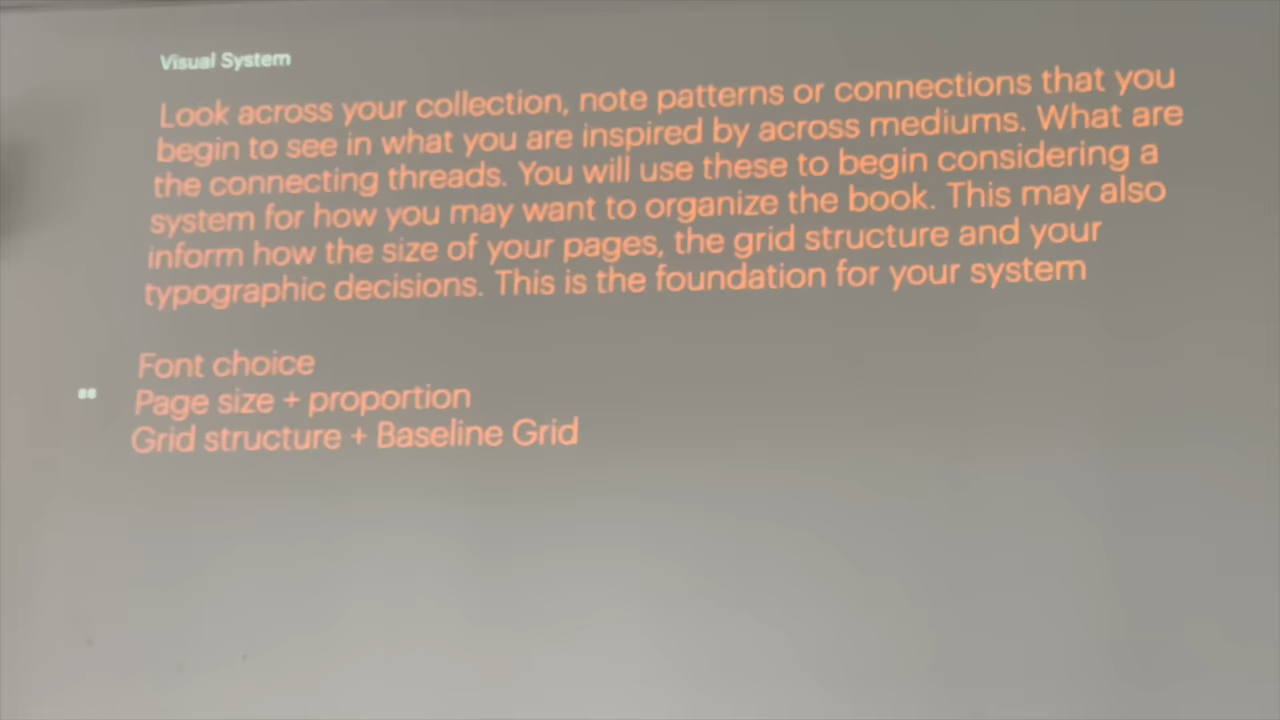 Visual System
Look across your collection, note patterns or connections that you
begin to see in what you are inspired by across mediums. What are
the connecting threads. You will use these to begin considering a
system for how you may want to organize the book. This may also
inform how the size of your pages, the grid structure and your
typographic decisions. This is the foundation for your system
Font choice
Page size + proportion
Grid structure + Baseline Grid